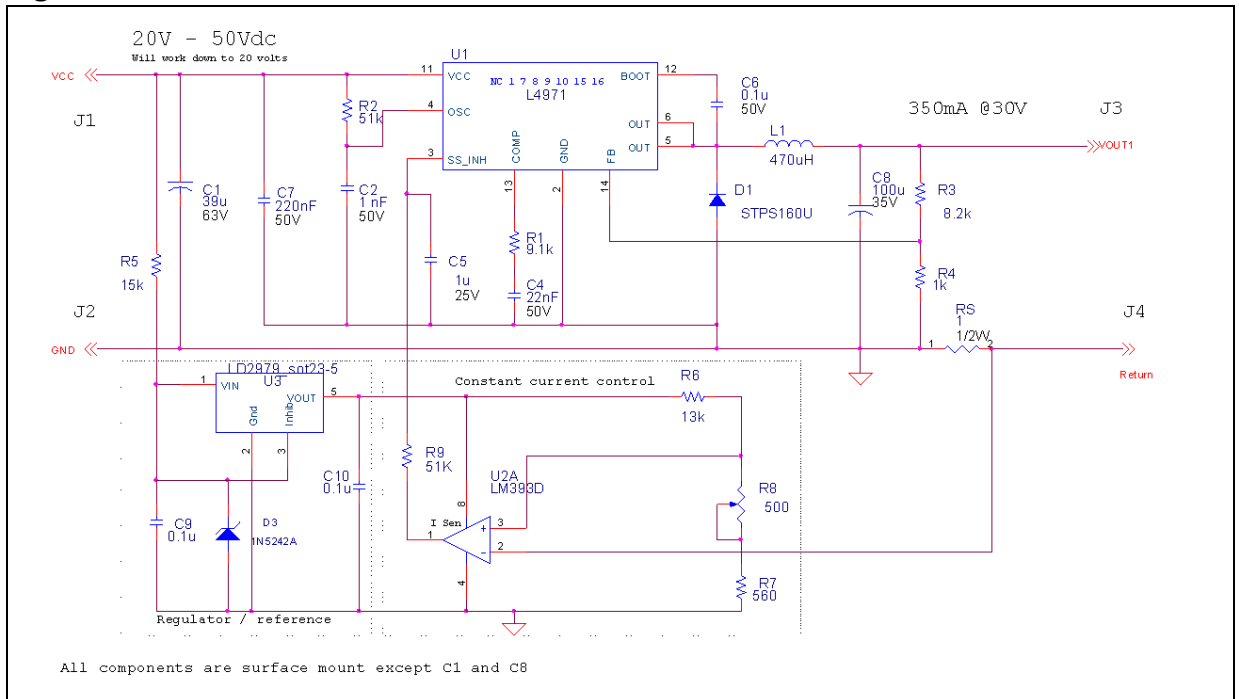 20V - 50Vdc
Will work down to 20 volts
U1
VCC
11
VCC
NC 1 7 8 9 10 15 16
BOOT
12
L4971
C6
0.1u
50V
J1
R2
51k
4
OSC
350mA @30V
J3
OUT
6
OUT
5
L1
470uH
VOUT1
3
SS_INH
COMP
GND
FB
13
2
14
C1
39u
63V
C7
220nF
50V
C2
1 nF
50V
D1
STPS160U
C8
100u
35V
R3
8.2k
R1
9.1k
R5
15k
C5
1u
25V
C4
22nF
50V
R4
1k
J2
RS
1
1/2W
J4
GND
1
2
Return
LD2979_sot23-5
U3
1
VIN
VOUT
5
Gnd
Inhib
2
3
Constant current control
R6
13k
R9
51K
C10
0.1u
U2A
LM393D
8
R8
500
C9
0.1u
D3
1N5242A
I Sen
1
3
+
2
-
4
R7
560
Regulator / reference
All components are surface mount except C1 and C8